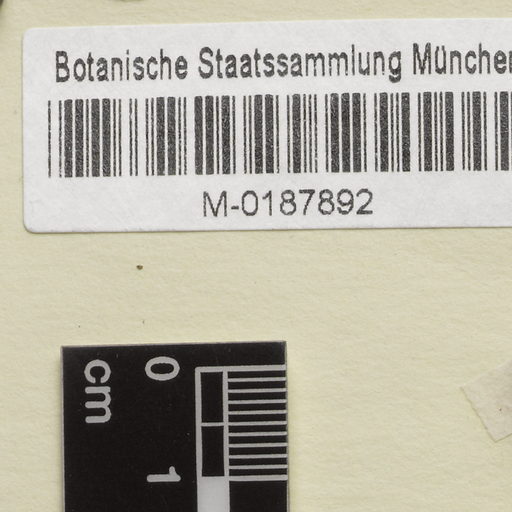 Botanische Staatssammlung München
M-0187892
0
cm
1